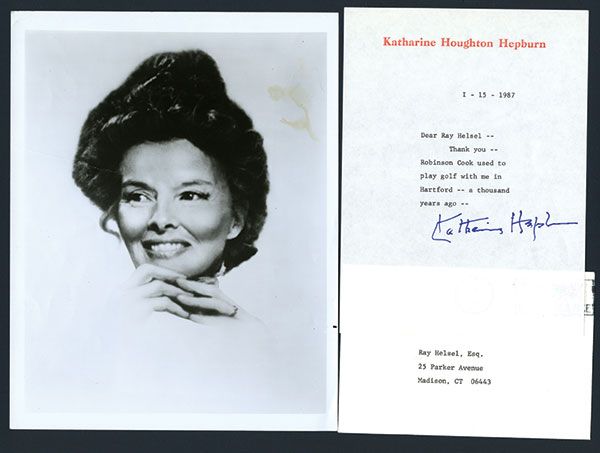 Katharine Houghton Hepburn
I - 15 - 1987
Dear Ray Helsel --
Thank you --
Robinson Cook used to
play golf with me in
Hartford -- a thousand
years ago --
Katharine Hepburn
Ray Helsel, Esq.
25 Parker Avenue
Madison, CT 06443